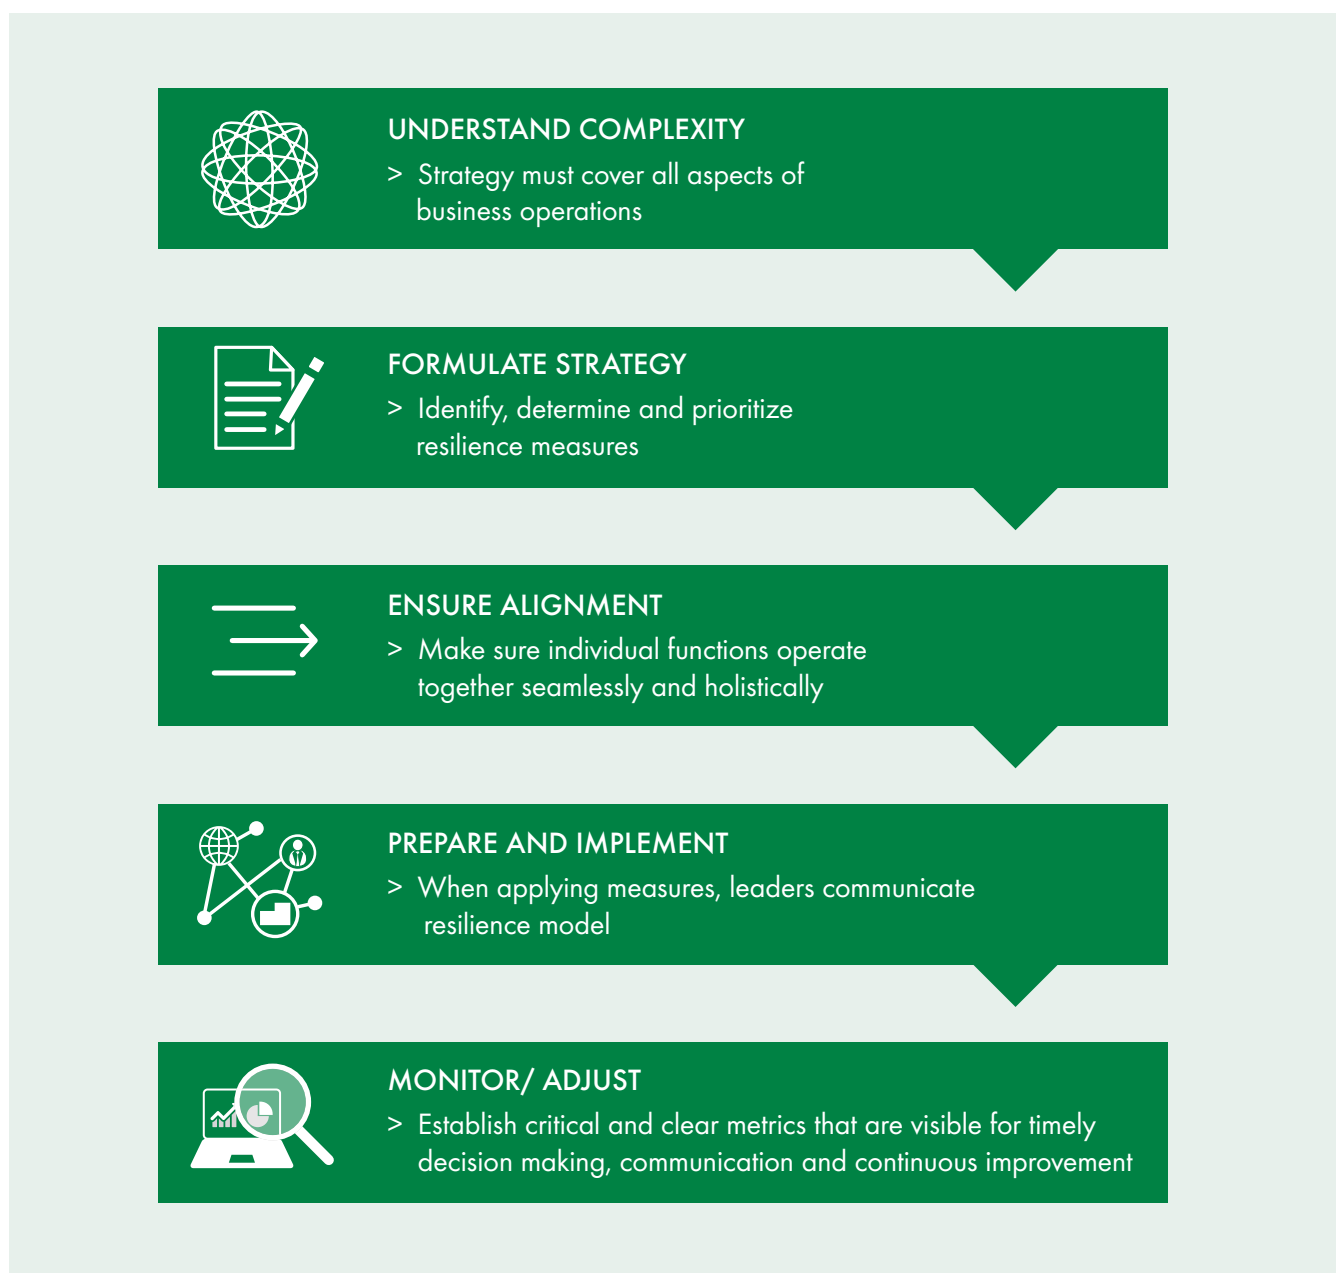 UNDERSTAND COMPLEXITY
> Strategy must cover all aspects of
business operations
FORMULATE STRATEGY
> Identify, determine and prioritize
resilience measures
ENSURE ALIGNMENT
> Make sure individual functions operate
together seamlessly and holistically
PREPARE AND IMPLEMENT
> When applying measures, leaders communicate
resilience model
MONITOR/ ADJUST
> Establish critical and clear metrics that are visible for timely
decision making, communication and continuous improvement